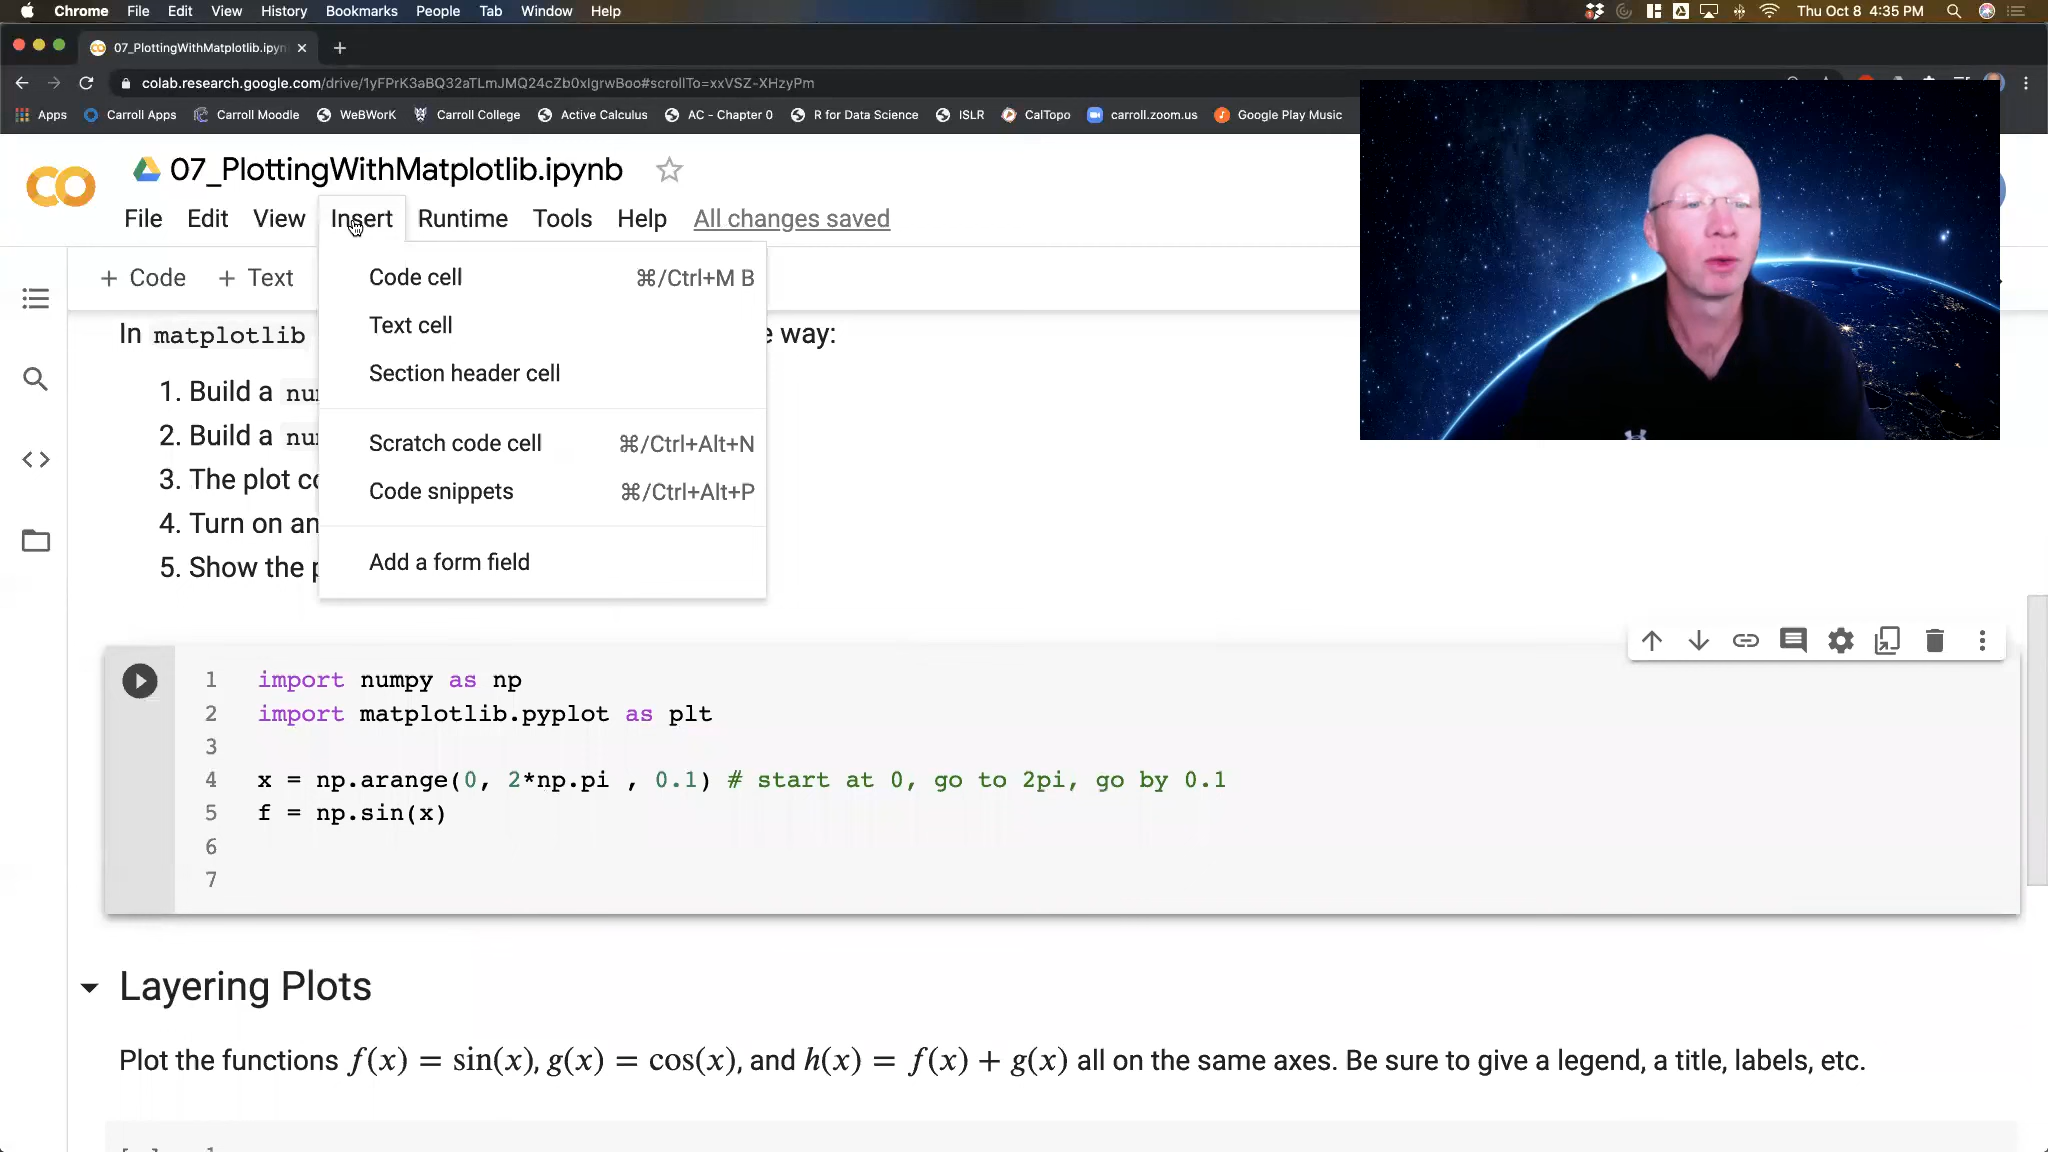 Chrome File Edit View History Bookmarks People Tab Window Help Thu Oct 8 4:35 PM
07_PlottingWithMatplotlib.ipyn
colab.research.google.com/drive/1yFPrK3aBQ32aTLmJMQ24cZb0xIgrwBoo#scrollTo=xxVSZ-XHzyPm
Apps Carroll Apps Carroll Moodle WeBWorK Carroll College Active Calculus AC - Chapter 0 R for Data Science ISLR CalTopo carroll.zoom.us Google Play Music
07_PlottingWithMatplotlib.ipynb
File Edit View Insert Runtime Tools Help All changes saved
+ Code + Text
Code cell ⌘/Ctrl+M B
Text cell
Section header cell
Scratch code cell ⌘/Ctrl+Alt+N
Code snippets ⌘/Ctrl+Alt+P
Add a form field
In matplotlib way:
1. Build a
2. Build a
3. The plot
4. Turn on
5. Show the
1 import numpy as np
2 import matplotlib.pyplot as plt
3
4 x = np.arange(0, 2*np.pi , 0.1) # start at 0, go to 2pi, go by 0.1
5 f = np.sin(x)
6
7
Layering Plots
Plot the functions f(x) = sin(x), g(x) = cos(x), and h(x) = f(x) + g(x) all on the same axes. Be sure to give a legend, a title, labels, etc.